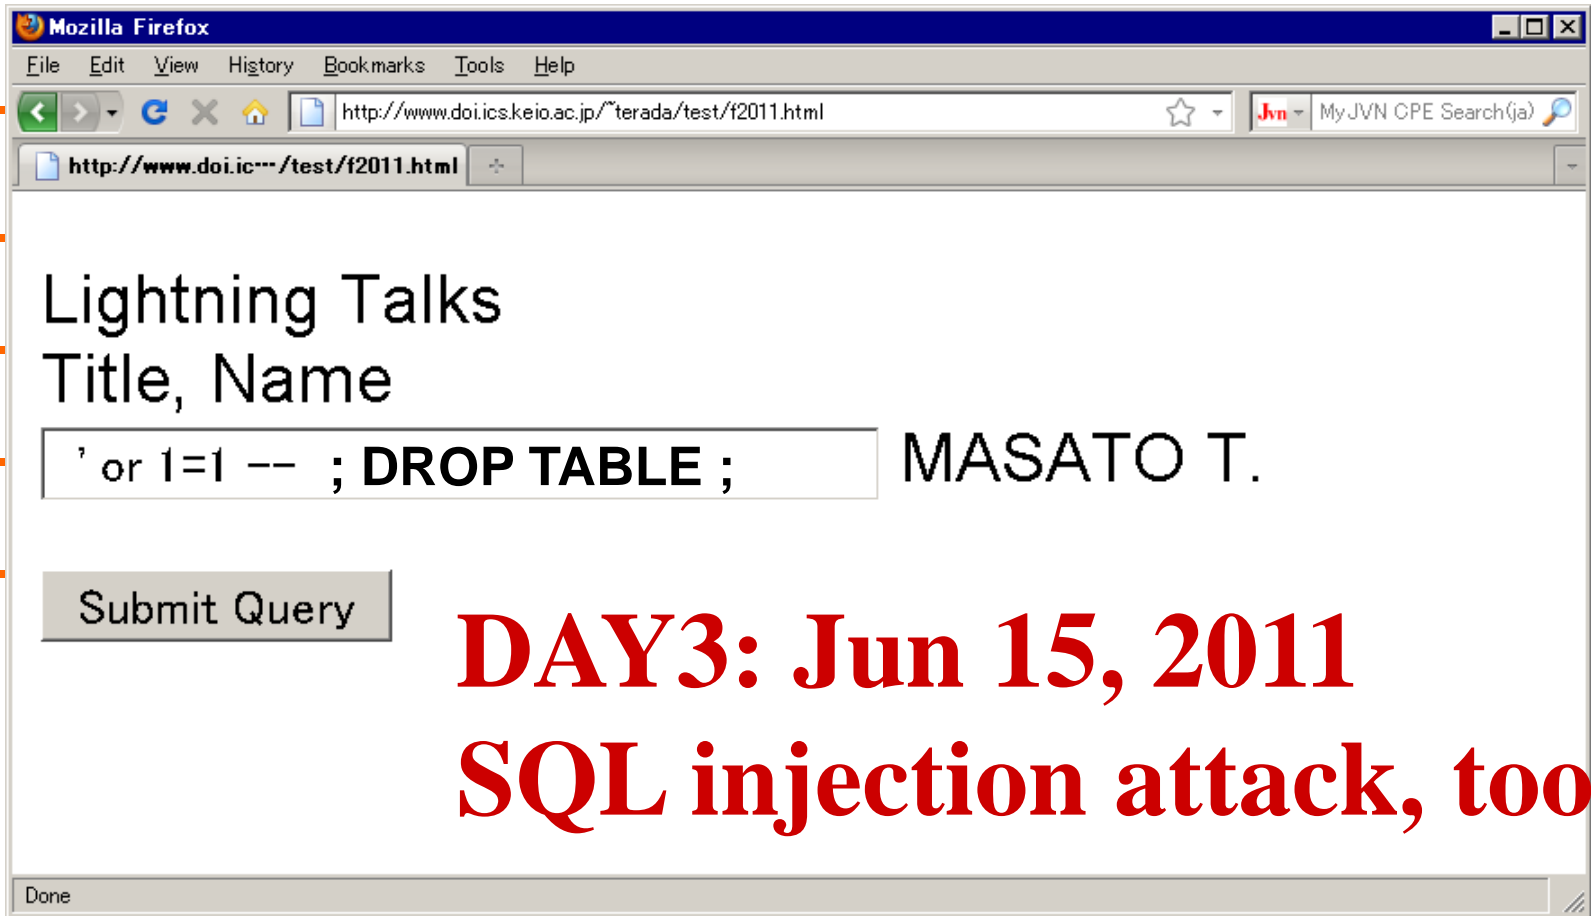 Mozilla Firefox
File Edit View History Bookmarks Tools Help
http://www.doi.ics.keio.ac.jp/~terada/test/f2011.html
Jvn MyJVN CPE Search(ja)
http://www.doi.ic···/test/f2011.html
Lightning Talks
Title, Name
' or 1=1 -- ; DROP TABLE ; MASATO T.
Submit Query
DAY3: Jun 15, 2011
SQL injection attack, too
Done